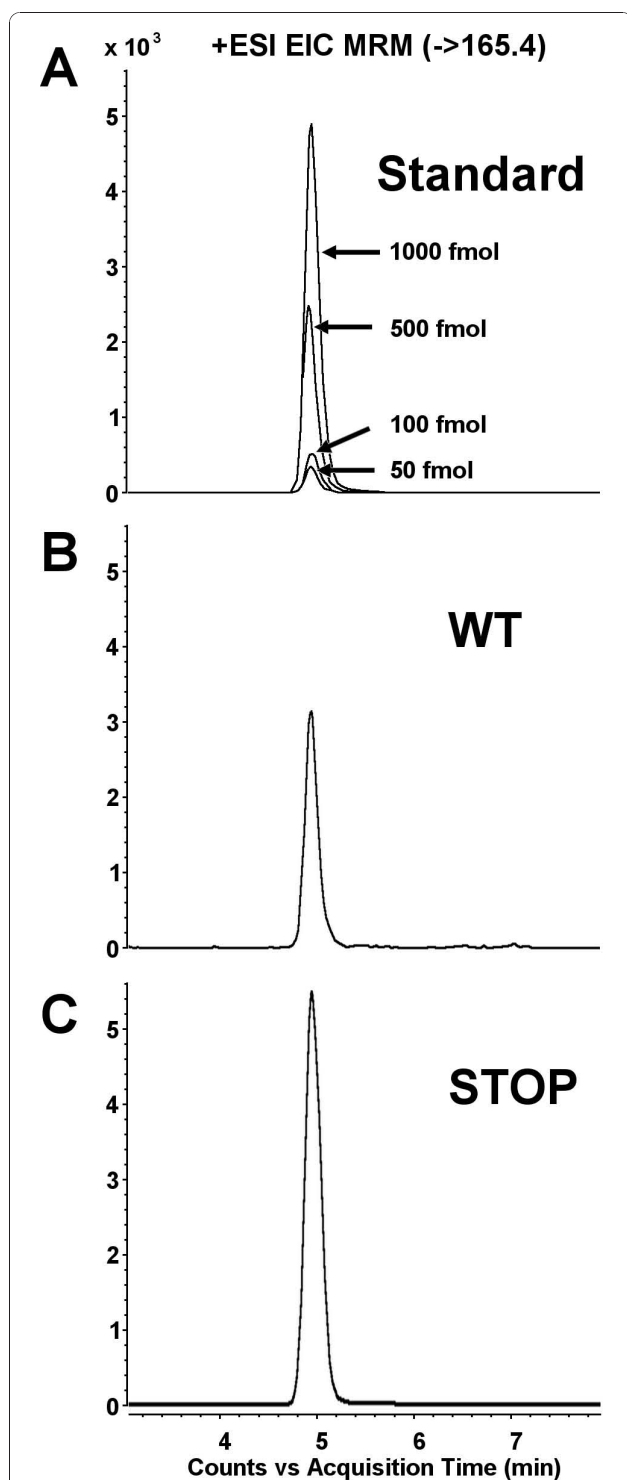 A
x 10³ +ESI EIC MRM (->165.4)
5
Standard
4
1000 fmol
3
500 fmol
2
100 fmol
1
50 fmol
0
B
5
WT
4
3
2
1
0
C
5
STOP
4
3
2
1
0
4 5 6 7
Counts vs Acquisition Time (min)